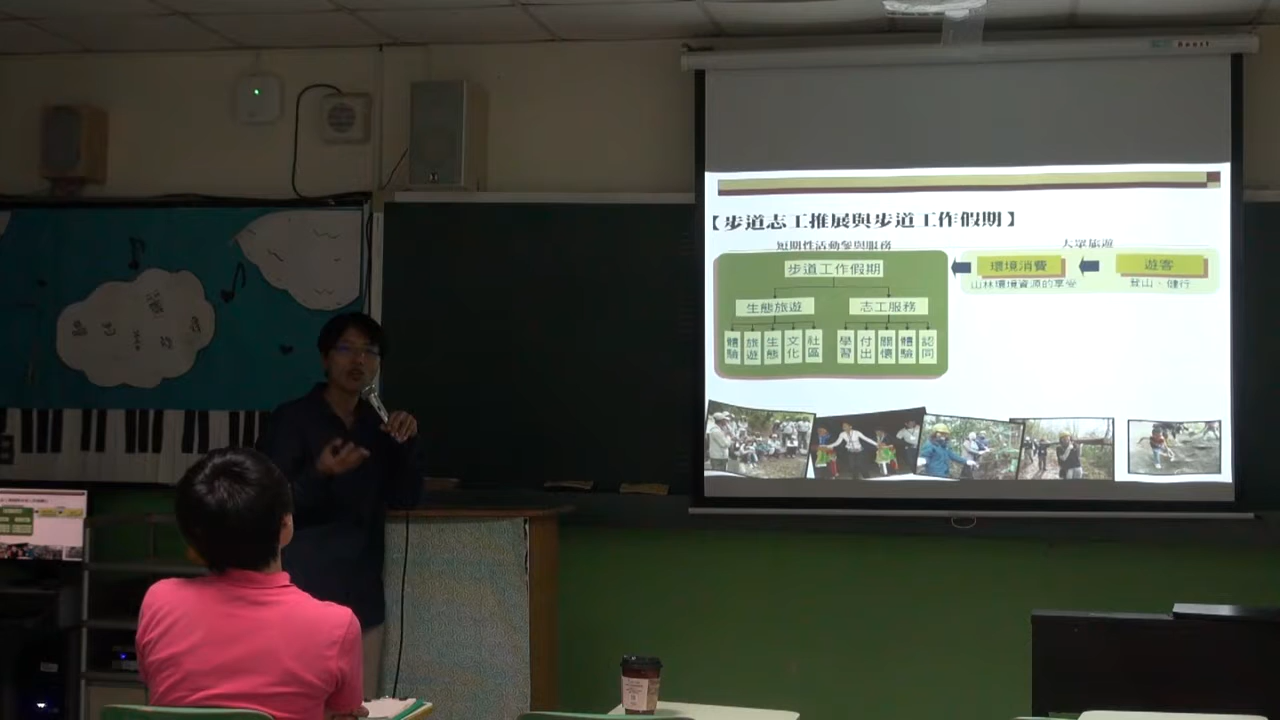 【步道志工推展與步道工作假期】
短期性活動參與服務
大眾旅遊
步道工作假期
環境消費
遊客
山林環境資源的享受
登山、健行
生態旅遊
志工服務
體驗
旅遊
生態
文化
社區
學習
付出
關懷
體驗
認同